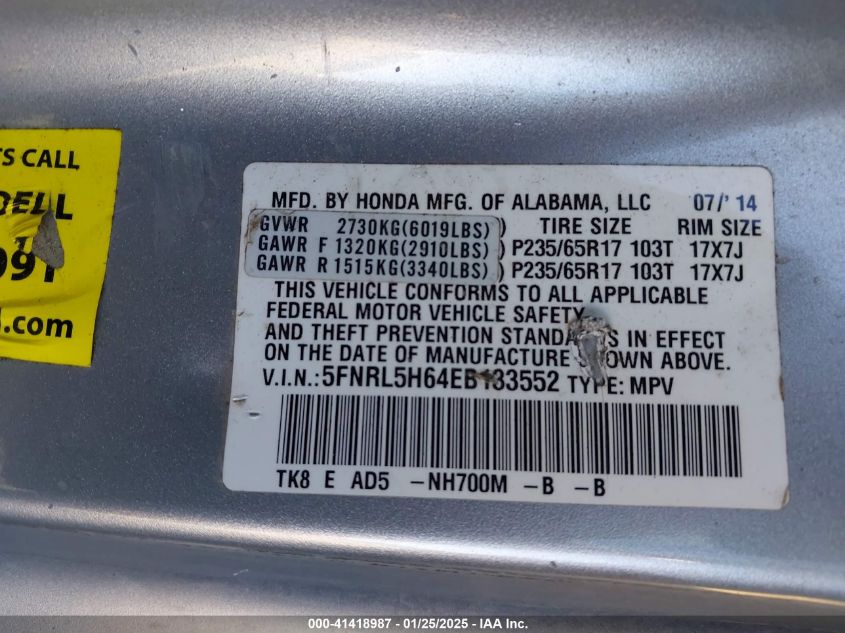 TS CALL
DELL
091
l.com
MFD. BY HONDA MFG. OF ALABAMA, LLC 07/' 14
GVWR 2730KG(6019LBS) TIRE SIZE RIM SIZE
GAWR F 1320KG(2910LBS) P235/65R17 103T 17X7J
GAWR R 1515KG(3340LBS) P235/65R17 103T 17X7J
THIS VEHICLE CONFORMS TO ALL APPLICABLE
FEDERAL MOTOR VEHICLE SAFETY
AND THEFT PREVENTION STANDARDS IN EFFECT
ON THE DATE OF MANUFACTURE SHOWN ABOVE.
V.I.N.: TYPE: MPV
TK8 E AD5 -NH700M -B -B
000-41418987 - 01/25/2025 - IAA Inc.